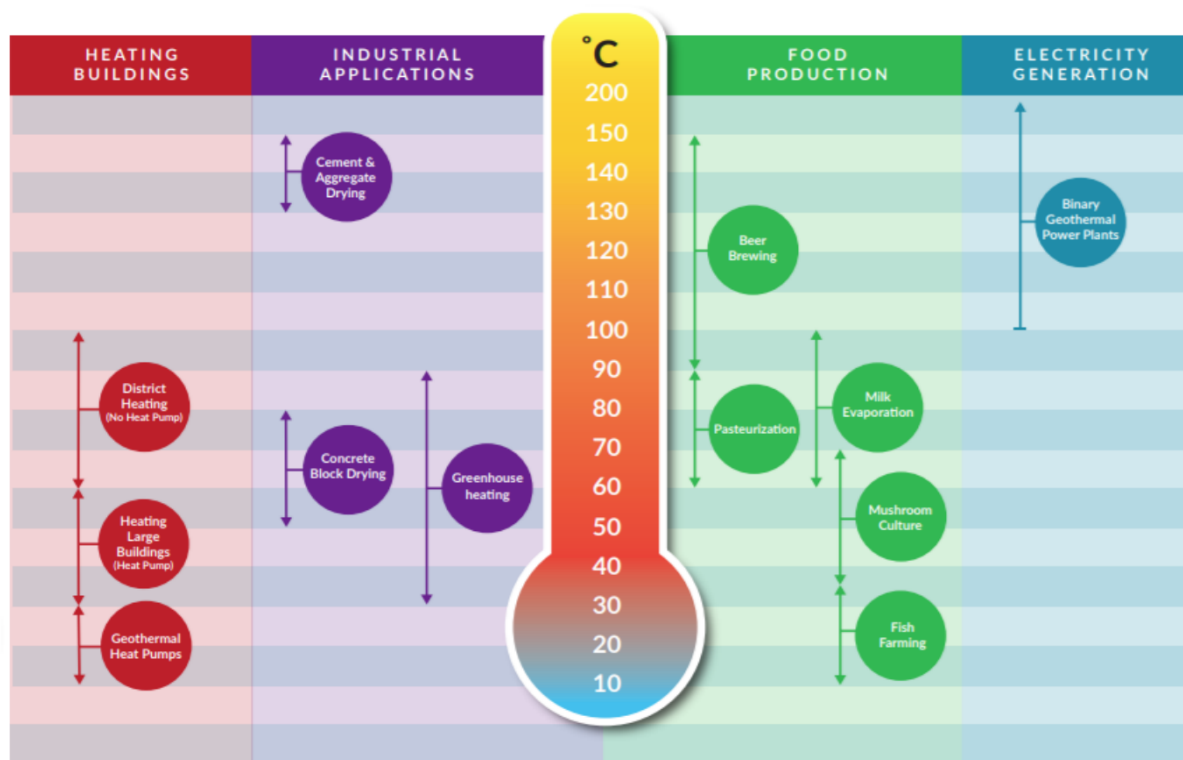 HEATING
BUILDINGS
INDUSTRIAL
APPLICATIONS
°C
FOOD
PRODUCTION
ELECTRICITY
GENERATION
200
150
140
130
120
110
100
90
80
70
60
50
40
30
20
10
District
Heating
(No Heat Pump)
Heating
Large
Buildings
(Heat Pump)
Geothermal
Heat Pumps
Cement &
Aggregate
Drying
Concrete
Block Drying
Greenhouse
heating
Beer
Brewing
Pasteurization
Milk
Evaporation
Mushroom
Culture
Fish
Farming
Binary
Geothermal
Power Plants